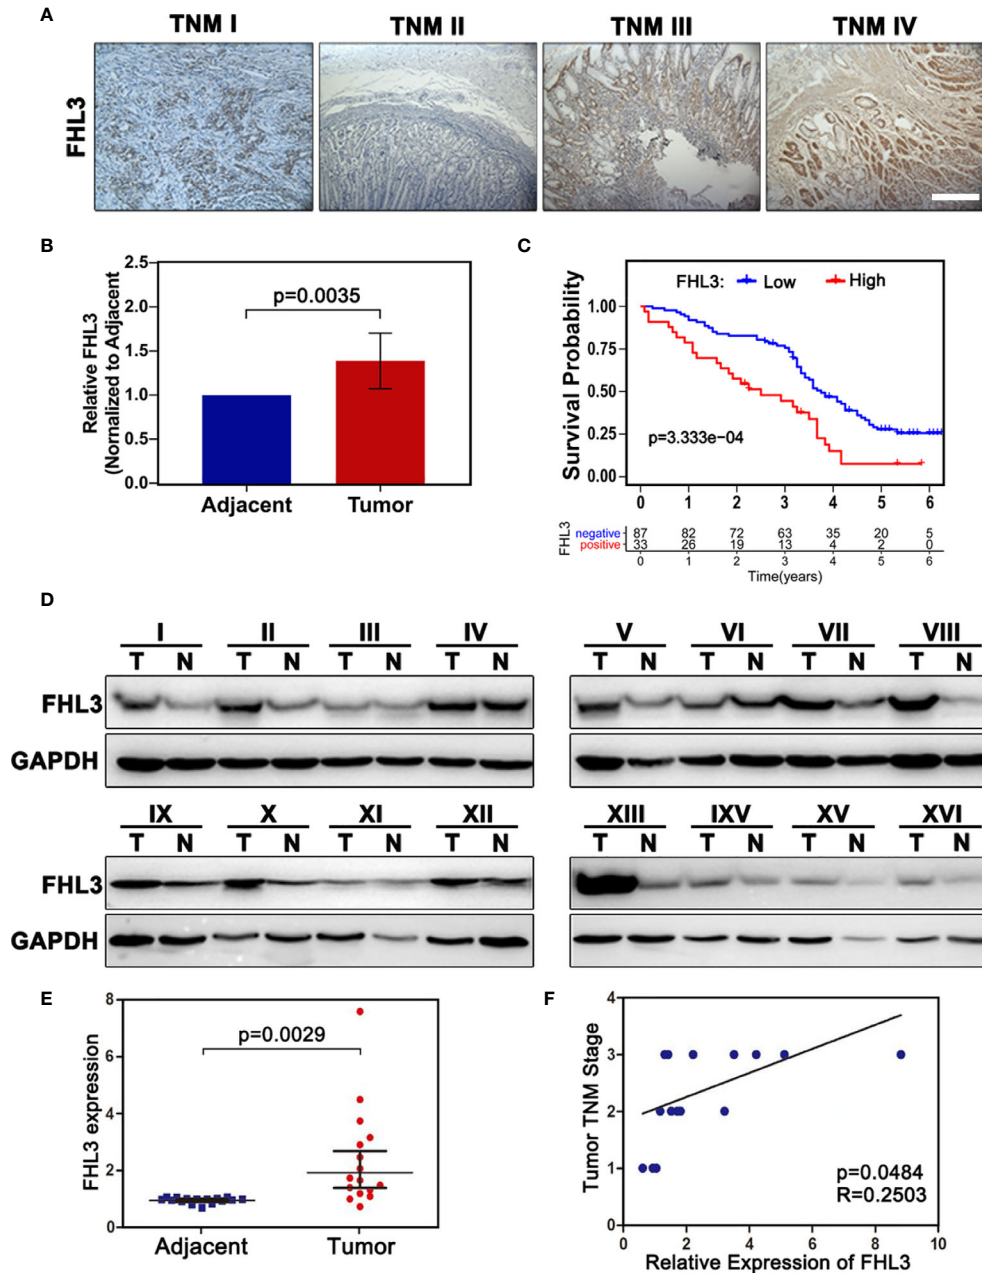 A
TNM I TNM II TNM III TNM IV
FHL3
B
Relative FHL3
(Normalized to Adjacent
2.5
2.0
1.5
1.0
0.5
0.0
p=0.0035
Adjacent Tumor
C
FHL3: Low High
Survival Probability
1.00
0.75
0.50
0.25
0.00
p=3.333e-04
0 1 2 3 4 5 6
FHL3
negative 87 82 72 63 35 20 5
positive 33 26 19 13 4 2 0
0 1 2 3 4 5 6
Time(years)
D
I II III IV V VI VII VIII
T N T N T N T N T N T N T N T N
FHL3
GAPDH
IX X XI XII XIII IXV XV XVI
T N T N T N T N T N T N T N T N
FHL3
GAPDH
E
FHL3 expression
8
6
4
2
0
p=0.0029
Adjacent Tumor
F
Tumor TNM Stage
4
3
2
1
0
p=0.0484
R=0.2503
0 2 4 6 8 10
Relative Expression of FHL3